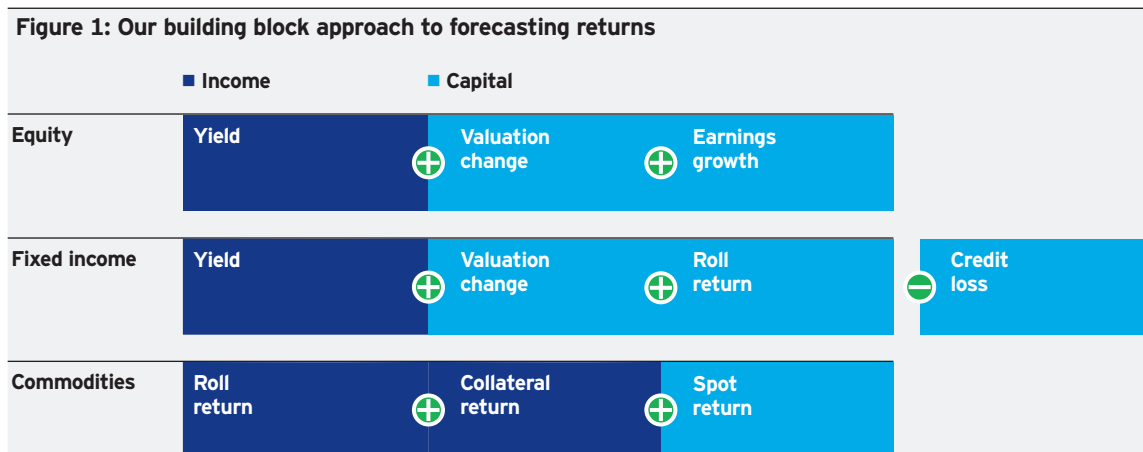 Figure 1: Our building block approach to forecasting returns
Income
Capital
Equity
Yield
Valuation
change
Earnings
growth
Fixed income
Yield
Valuation
change
Roll
return
Credit
loss
Commodities
Roll
return
Collateral
return
Spot
return